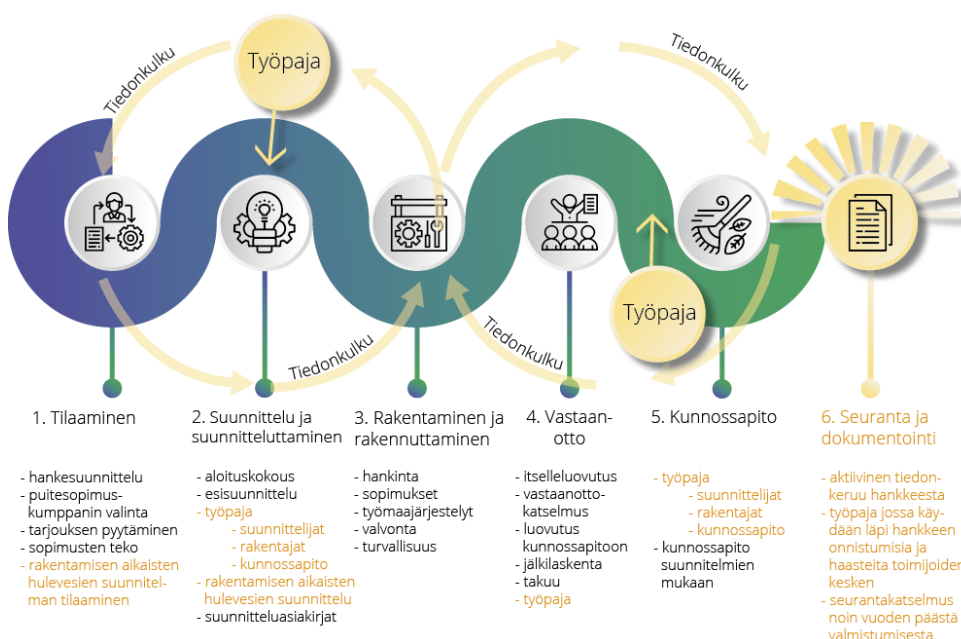 Tiedonkulku
Työpaja
Tiedonkulku
Tiedonkulku
Tiedonkulku
Työpaja
1. Tilaaminen
- hankesuunnittelu
- puitesopimus-
kumppanin valinta
- tarjouksen pyytäminen
- sopimusten teko
- rakentamisen aikaisten
hulevesien suunnitel-
man tilaaminen
2. Suunnittelu ja
suunnitteluttaminen
- aloituskokous
- esisuunnittelu
- työpaja
- suunnittelijat
- rakentajat
- kunnossapito
- rakentamisen aikaisten
hulevesien suunnittelu
- suunnitteluasiakirjat
3. Rakentaminen ja
rakennuttaminen
- hankinta
- sopimukset
- työmaajärjestelyt
- valvonta
- turvallisuus
4. Vastaan-
otto
- itselleluovutus
- vastaanotto-
katselmus
- luovutus
kunnossapitoon
- jälkilaskenta
- takuu
- työpaja
5. Kunnossapito
- työpaja
- suunnittelijat
- rakentajat
- kunnossapito
- kunnossapito
suunnitelmien
mukaan
6. Seuranta ja
dokumentointi
- aktiivinen tiedon-
keruu hankkeesta
- työpaja jossa käy-
dään läpi hankkeen
onnistumisia ja
haasteita toimijoiden
kesken
- seurantakatselmus
noin vuoden päästä
valmistumisesta